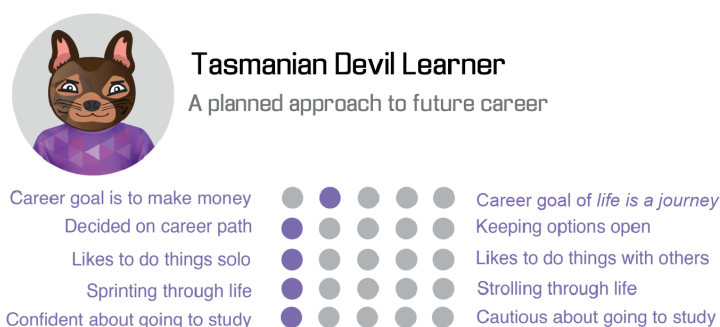 Tasmanian Devil Learner
A planned approach to future career
Career goal is to make money Career goal of life is a journey
Decided on career path Keeping options open
Likes to do things solo Likes to do things with others
Sprinting through life Strolling through life
Confident about going to study Cautious about going to study